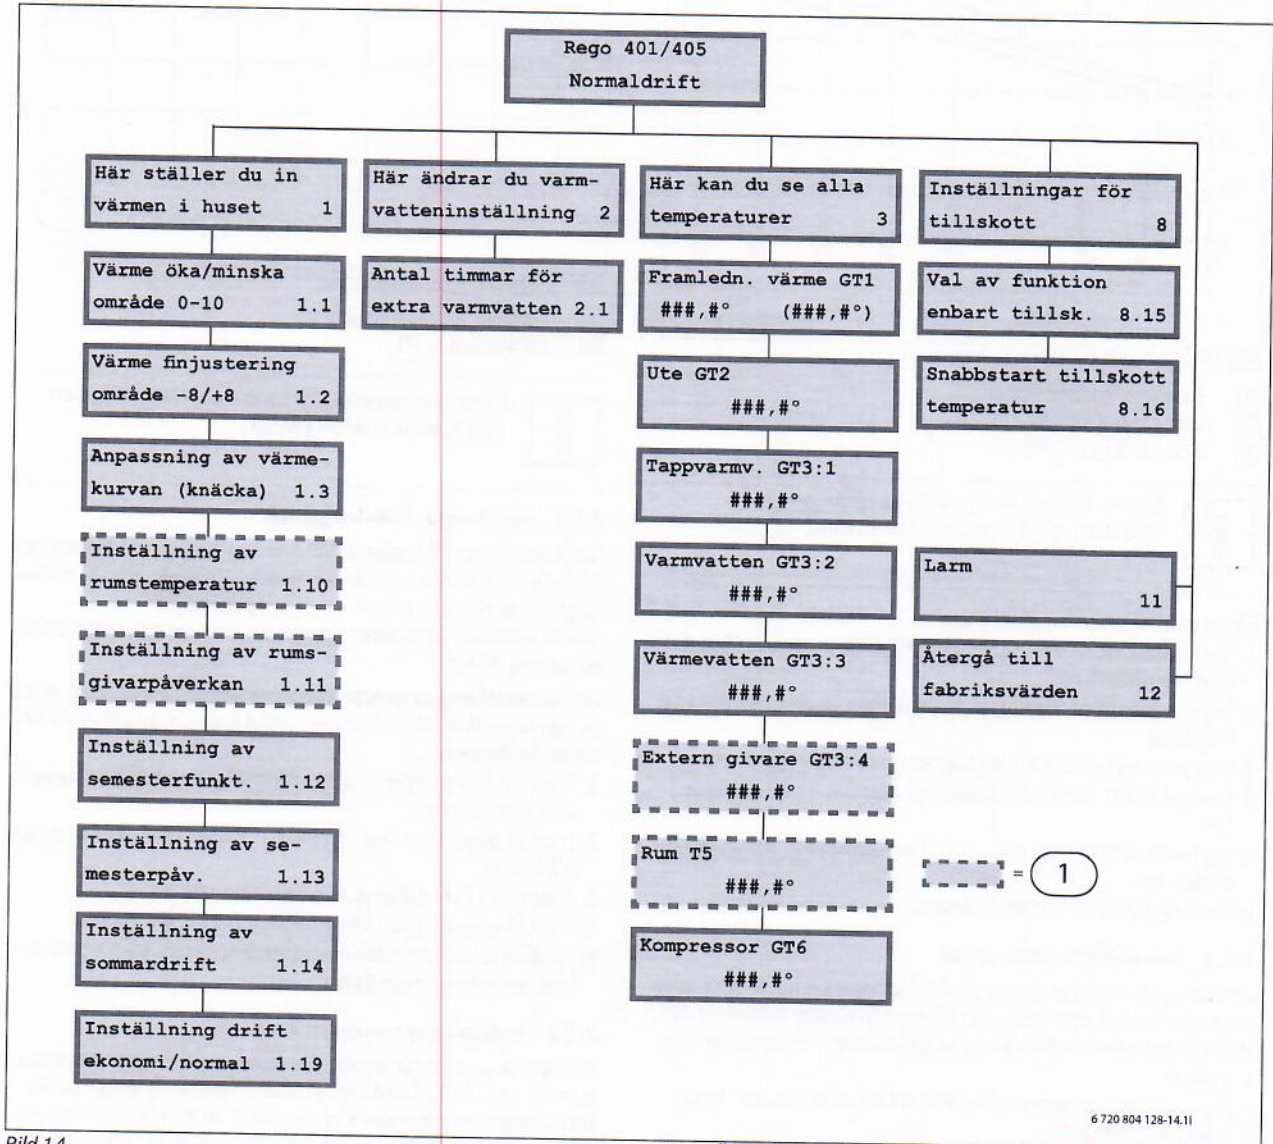 Rego 401/405
Normaldrift
Här ställer du in
värmen i huset 1
Värme öka/minska
område 0-10 1.1
Värme finjustering
område -8/+8 1.2
Anpassning av värme-
kurvan (knäcka) 1.3
Inställning av
rumstemperatur 1.10
Inställning av rums-
givarpåverkan 1.11
Inställning av
semesterfunkt. 1.12
Inställning av se-
mesterpåv. 1.13
Inställning av
sommardrift 1.14
Inställning drift
ekonomi/normal 1.19
Här ändrar du varm-
vatteninställning 2
Antal timmar för
extra varmvatten 2.1
Här kan du se alla
temperaturer 3
Framledn. värme GT1
###,#° (###,#°)
Ute GT2
###,#°
Tappvarmv. GT3:1
###,#°
Varmvatten GT3:2
###,#°
Värmevatten GT3:3
###,#°
Extern givare GT3:4
###,#°
Rum T5
###,#°
Kompressor GT6
###,#°
Inställningar för
tillskott 8
Val av funktion
enbart tillsk. 8.15
Snabbstart tillskott
temperatur 8.16
Larm
11
Återgå till
fabriksvärden 12
= 1
6 720 804 128-14.1I
Bild 14